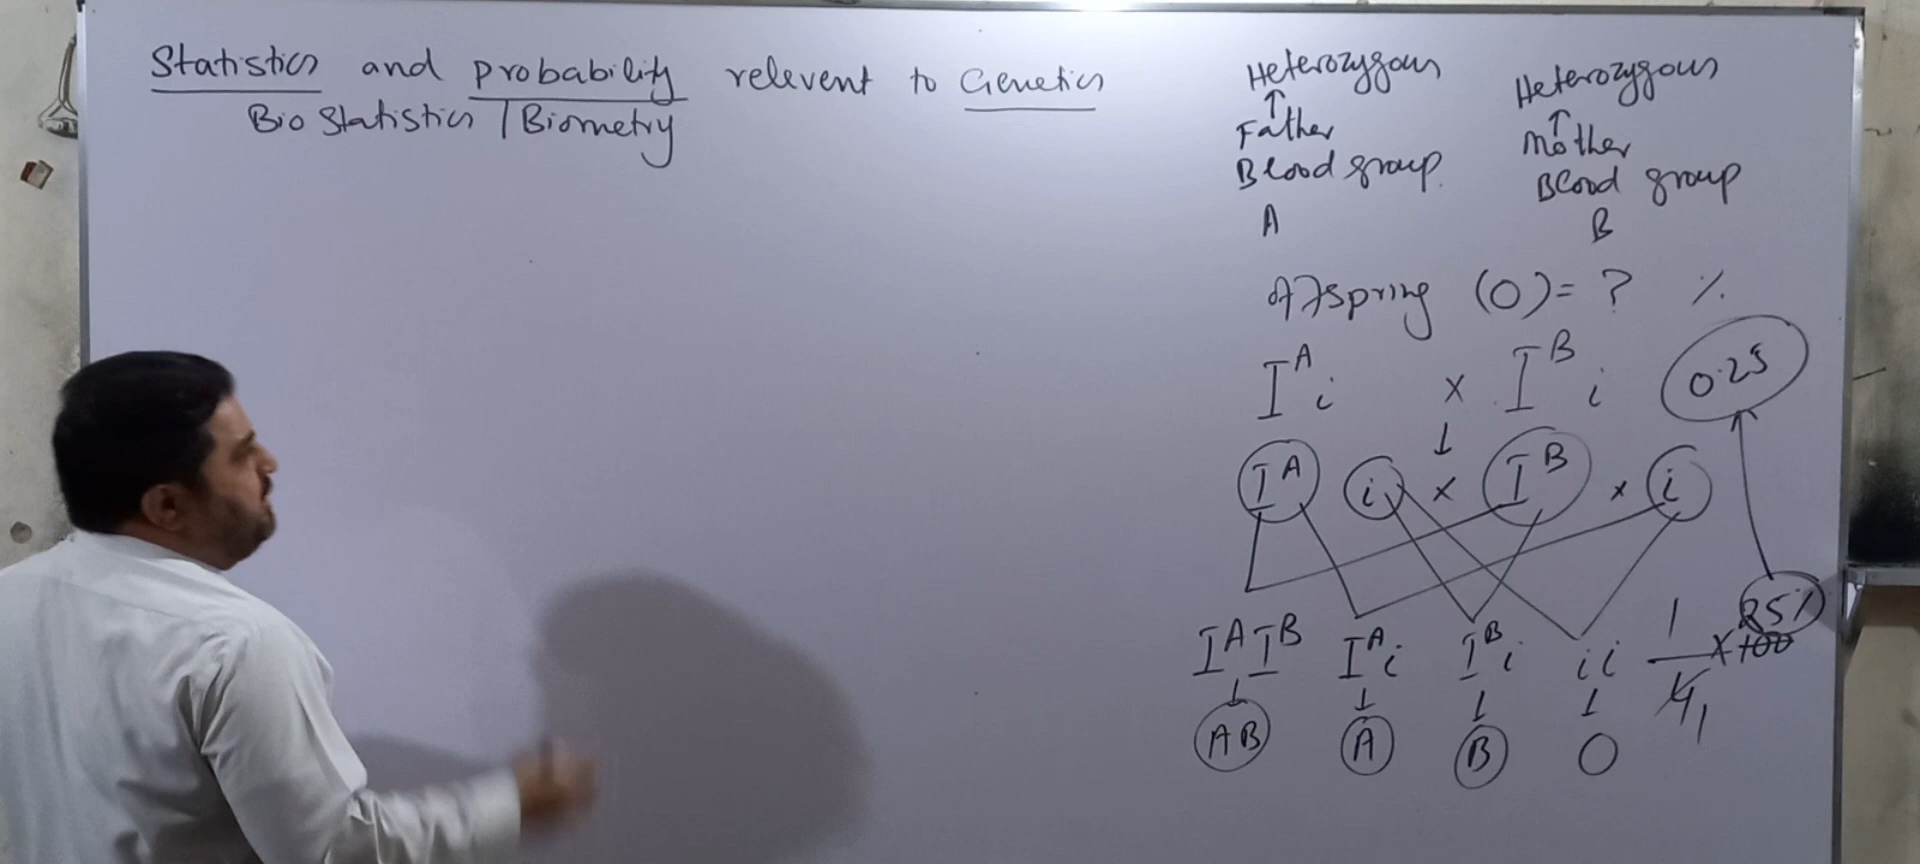 Statistics and probability relevent to Genetics
Bio Statistics / Biometry
Heterozygous
↑
Father
Blood group
A
Heterozygous
↑
Mother
Blood group
B
Offspring (O) = ? %
I^A i × I^B i
0.25
↓
I^A i × I^B × i
I^A I^B I^A i I^B i ii 1/4 × 100 25%
1
↓ ↓ ↓ ↓
AB A B O